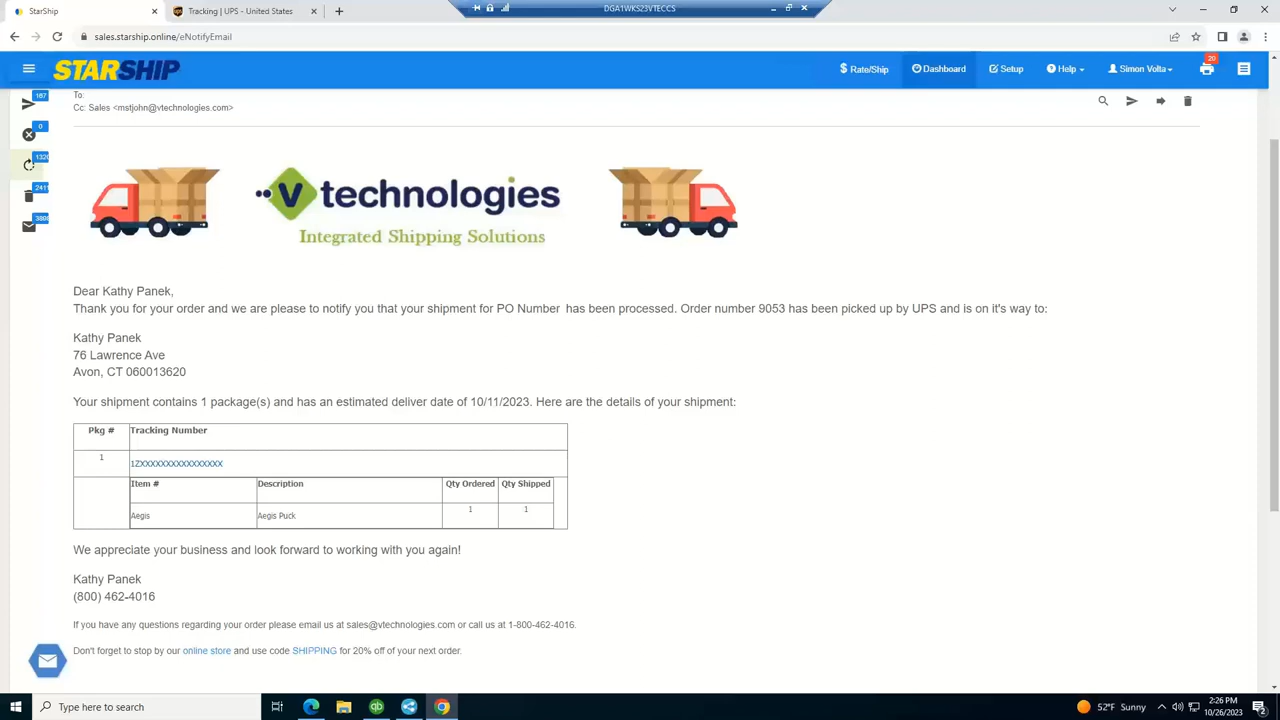 StarShip
Tracking | UPS - United States
DGA1WKS23VTECCS
sales.starship.online/eNotifyEmail
STARSHIP
$ Rate/Ship
Dashboard
Setup
Help
Simon Volta
20
167
0
1320
2411
3800
To:
Cc: Sales <mstjohn@vtechnologies.com>
V technologies
Integrated Shipping Solutions
Dear Kathy Panek,
Thank you for your order and we are please to notify you that your shipment for PO Number has been processed. Order number 9053 has been picked up by UPS and is on it's way to:
Kathy Panek
76 Lawrence Ave
Avon, CT 060013620
Your shipment contains 1 package(s) and has an estimated deliver date of 10/11/2023. Here are the details of your shipment:
Pkg # Tracking Number
1 1ZXXXXXXXXXXXXXXXX
Item # Description Qty Ordered Qty Shipped
Aegis Aegis Puck 1 1
We appreciate your business and look forward to working with you again!
Kathy Panek
(800) 462-4016
If you have any questions regarding your order please email us at sales@vtechnologies.com or call us at 1-800-462-4016.
Don't forget to stop by our online store and use code SHIPPING for 20% off of your next order.
Type here to search
qb
52°F Sunny
2:26 PM
10/26/2023
2